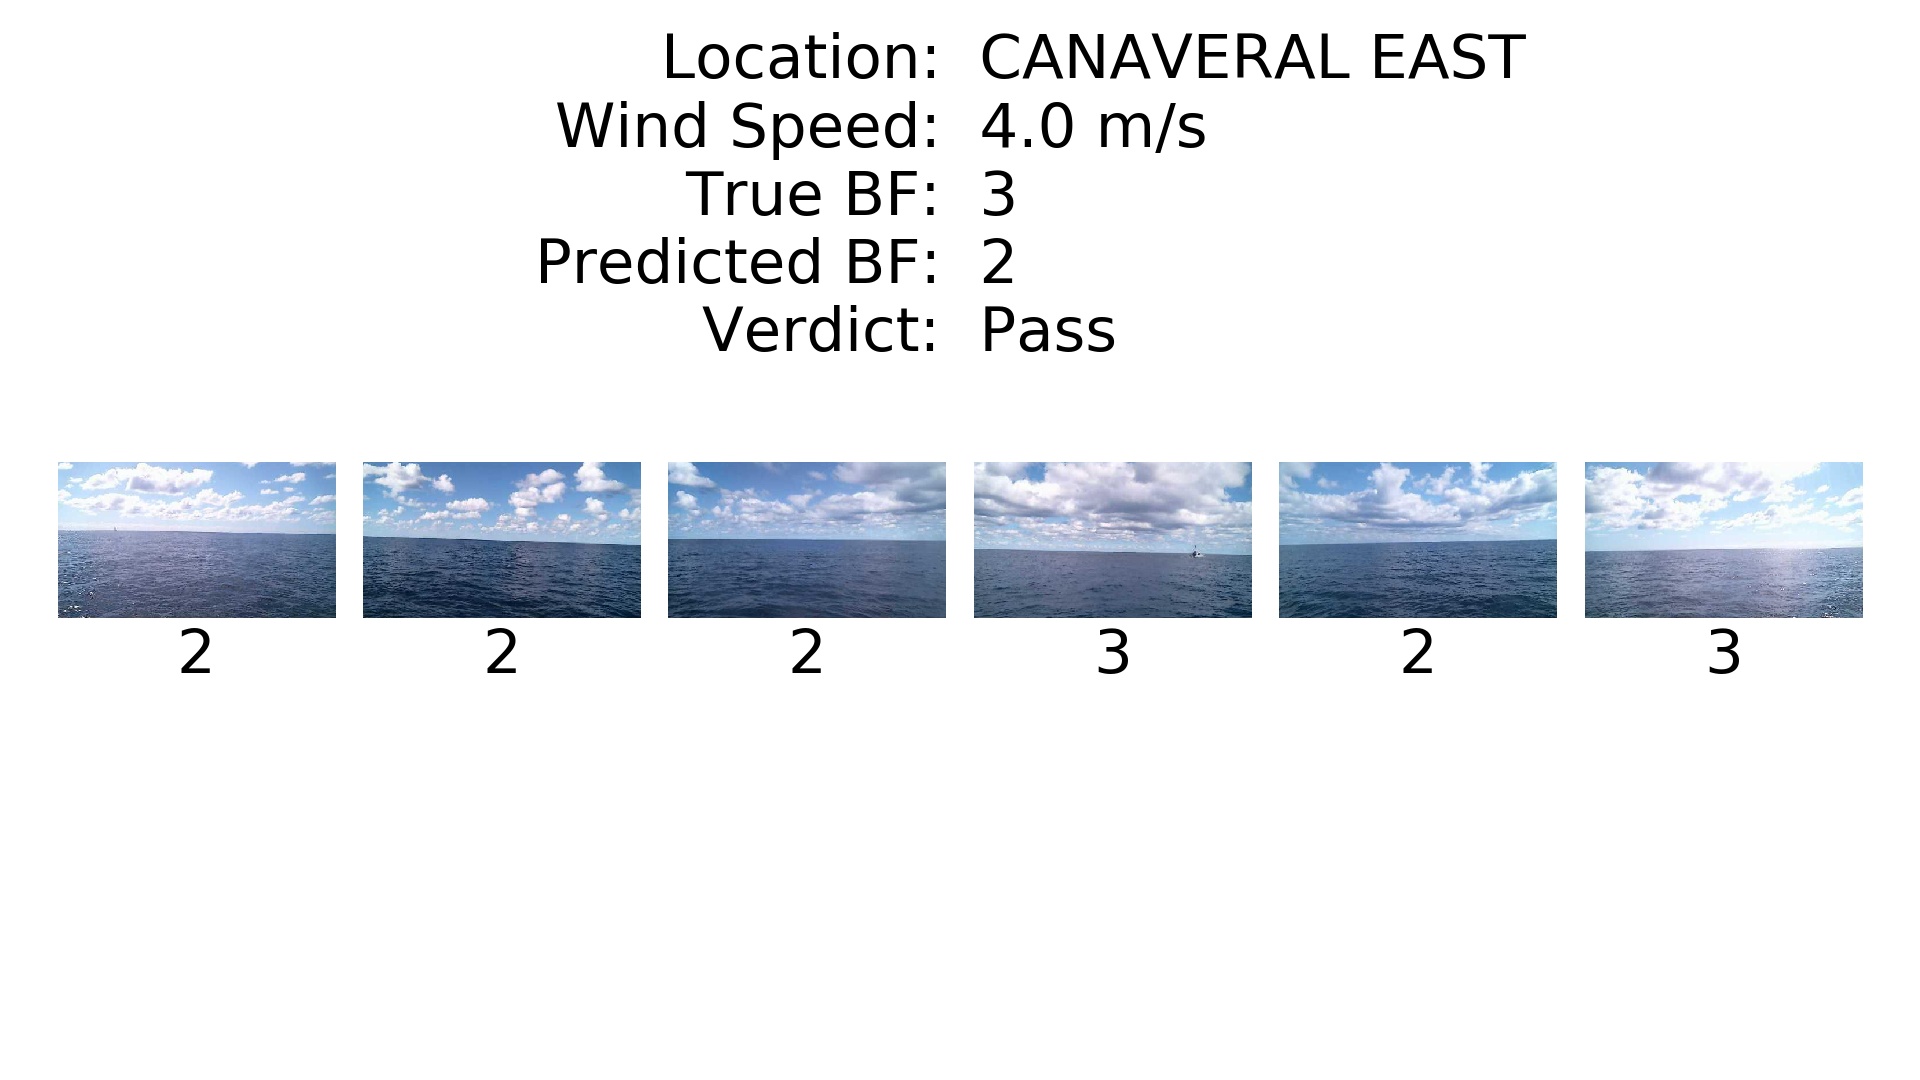 Location: CANAVERAL EAST
Wind Speed: 4.0 m/s
True BF: 3
Predicted BF: 2
Verdict: Pass
2 2 2 3 2 3